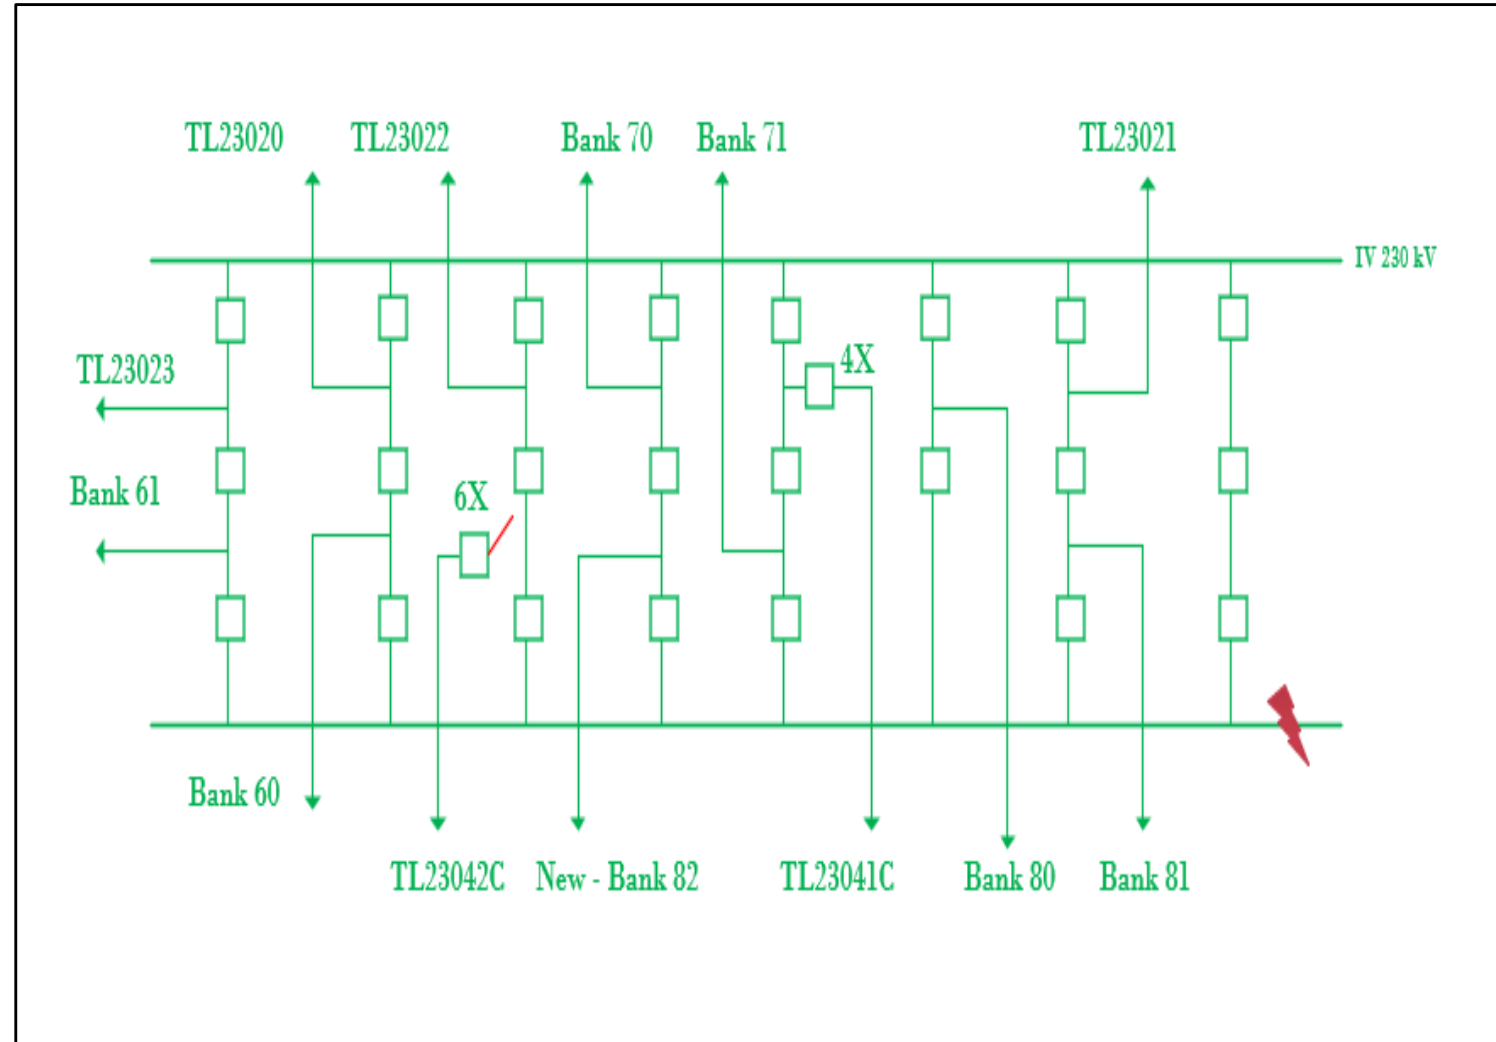 TL23020
TL23022
Bank 70
Bank 71
TL23021
IV 230 kV
TL23023
4X
Bank 61
6X
Bank 60
TL23042C
New - Bank 82
TL23041C
Bank 80
Bank 81